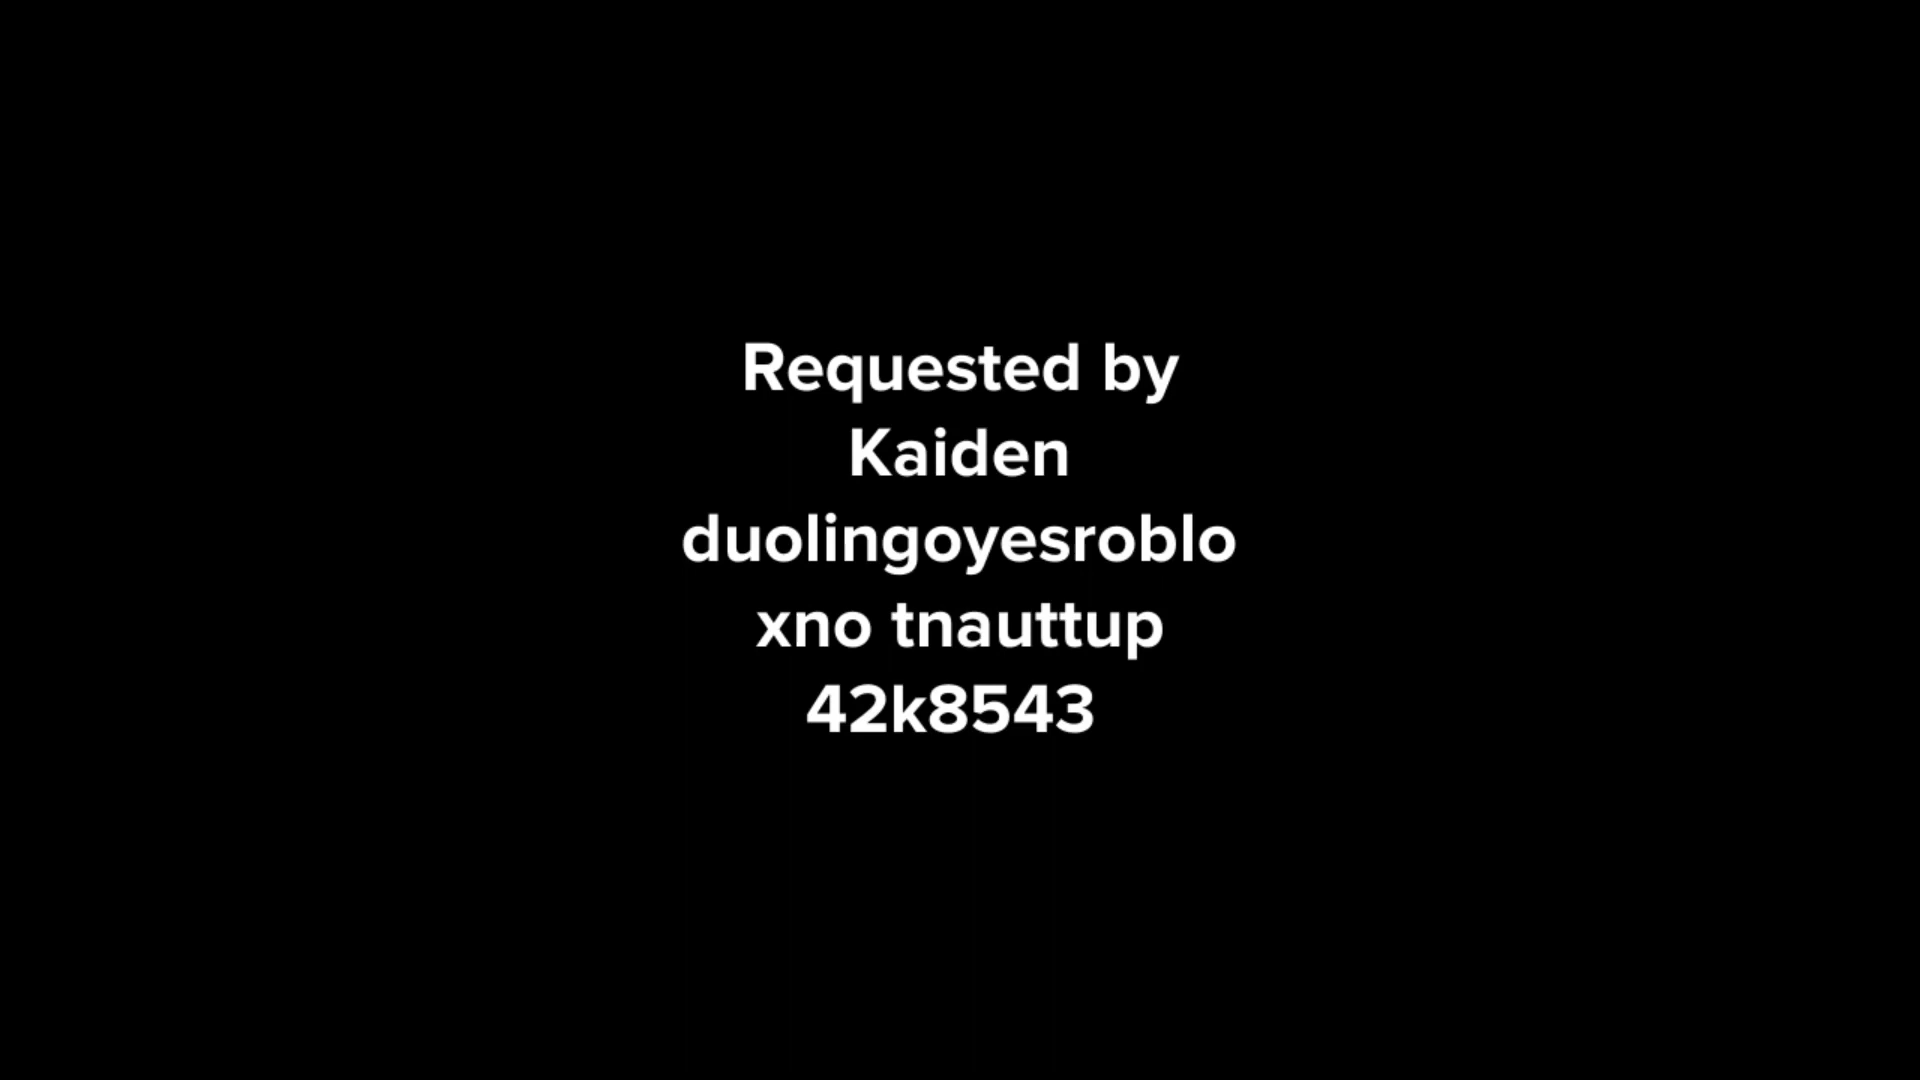 Requested by
Kaiden
duolingoyesroblo
xno tnauttup
42k8543